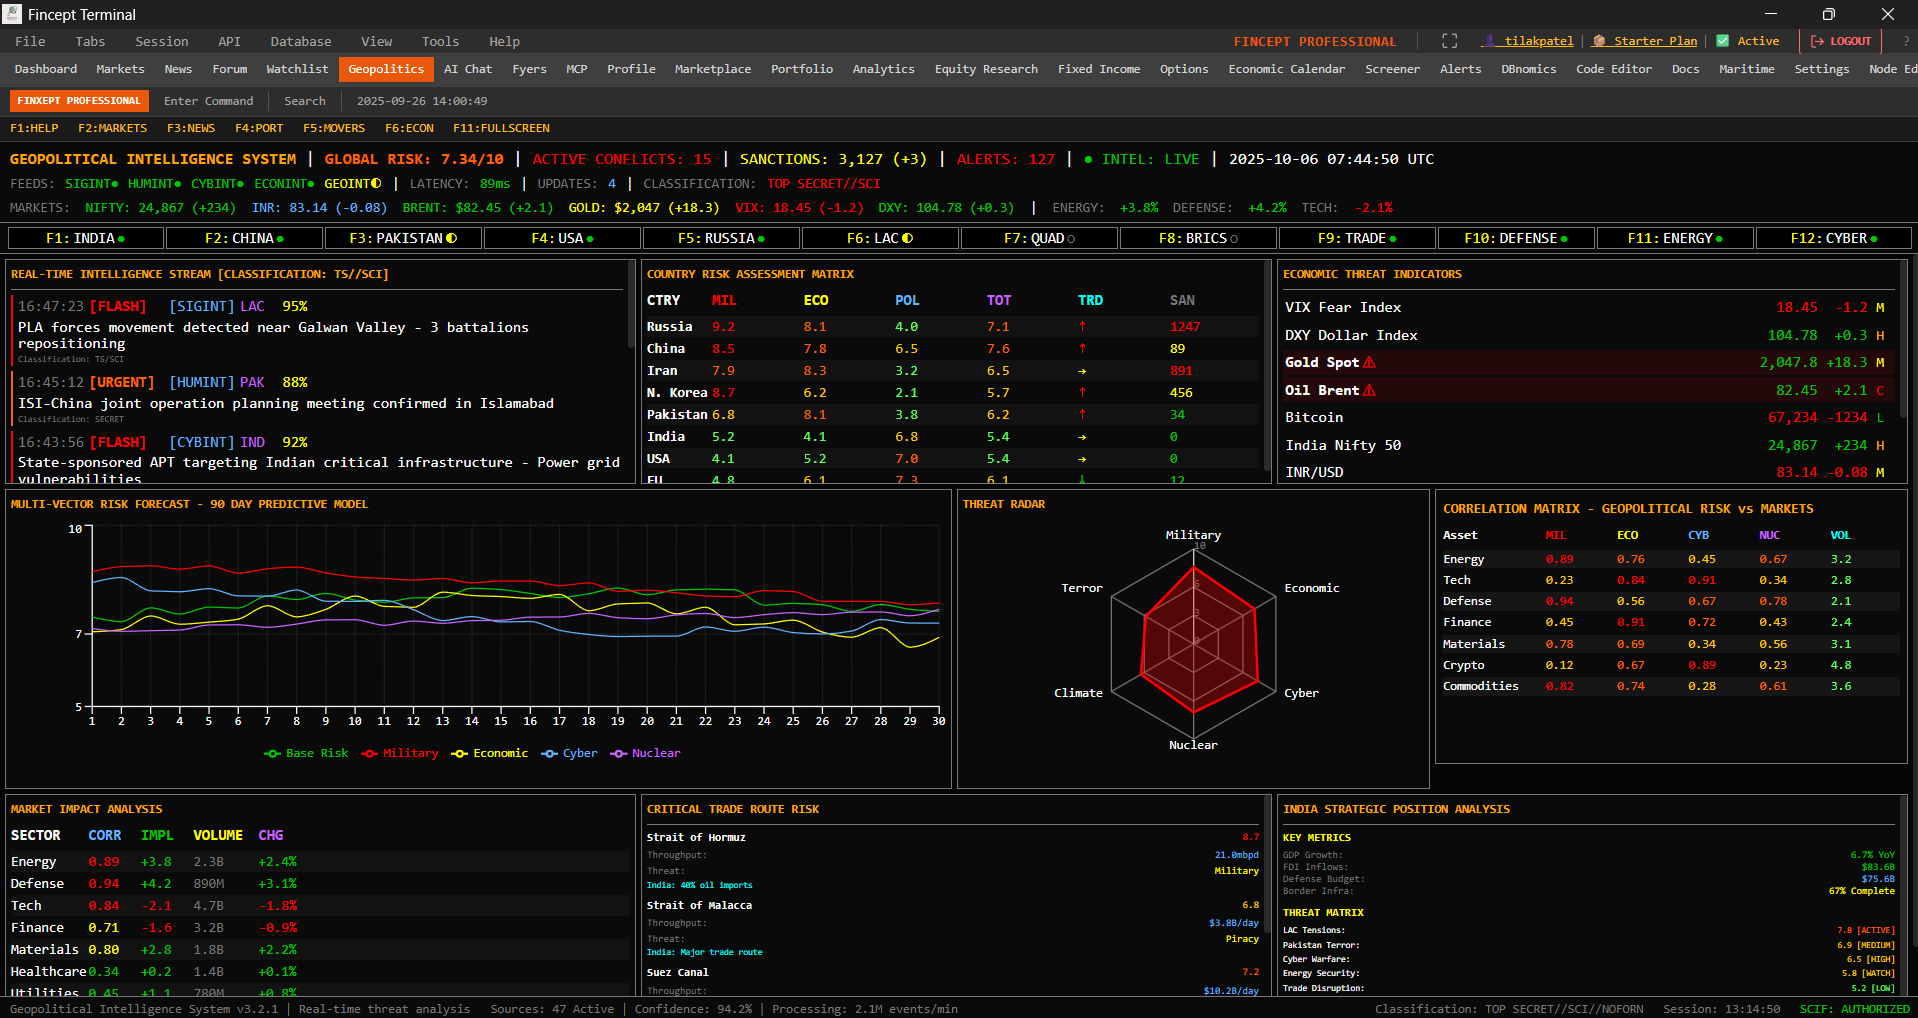 Fincept Terminal
File Tabs Session API Database View Tools Help FINCEPT PROFESSIONAL tilakpatel | Starter Plan | Active LOGOUT ?
Dashboard Markets News Forum Watchlist Geopolitics AI Chat Fyers MCP Profile Marketplace Portfolio Analytics Equity Research Fixed Income Options Economic Calendar Screener Alerts DBnomics Code Editor Docs Maritime Settings Node Ed
FINXEPT PROFESSIONAL Enter Command Search 2025-09-26 14:00:49
F1:HELP F2:MARKETS F3:NEWS F4:PORT F5:MOVERS F6:ECON F11:FULLSCREEN
GEOPOLITICAL INTELLIGENCE SYSTEM | GLOBAL RISK: 7.34/10 | ACTIVE CONFLICTS: 15 | SANCTIONS: 3,127 (+3) | ALERTS: 127 | ● INTEL: LIVE | 2025-10-06 07:44:50 UTC
FEEDS: SIGINT● HUMINT● CYBINT● ECONINT● GEOINT◐ | LATENCY: 89ms | UPDATES: 4 | CLASSIFICATION: TOP SECRET//SCI
MARKETS: NIFTY: 24,867 (+234) INR: 83.14 (-0.08) BRENT: $82.45 (+2.1) GOLD: $2,047 (+18.3) VIX: 18.45 (-1.2) DXY: 104.78 (+0.3) | ENERGY: +3.8% DEFENSE: +4.2% TECH: -2.1%
F1:INDIA● F2:CHINA● F3:PAKISTAN◐ F4:USA● F5:RUSSIA● F6:LAC◐ F7:QUAD○ F8:BRICS○ F9:TRADE● F10:DEFENSE● F11:ENERGY● F12:CYBER●
REAL-TIME INTELLIGENCE STREAM [CLASSIFICATION: TS//SCI]
16:47:23 [FLASH] [SIGINT] LAC 95%
PLA forces movement detected near Galwan Valley - 3 battalions
repositioning
Classification: TS/SCI
16:45:12 [URGENT] [HUMINT] PAK 88%
ISI-China joint operation planning meeting confirmed in Islamabad
Classification: SECRET
16:43:56 [FLASH] [CYBINT] IND 92%
State-sponsored APT targeting Indian critical infrastructure - Power grid
vulnerabilities
COUNTRY RISK ASSESSMENT MATRIX
CTRY MIL ECO POL TOT TRD SAN
Russia 9.2 8.1 4.0 7.1 ↑ 1247
China 8.5 7.8 6.5 7.6 ↑ 89
Iran 7.9 8.3 3.2 6.5 → 891
N. Korea 8.7 6.2 2.1 5.7 ↑ 456
Pakistan 6.8 8.1 3.8 6.2 ↑ 34
India 5.2 4.1 6.8 5.4 → 0
USA 4.1 5.2 7.0 5.4 → 0
EU 4.8 6.1 7.3 6.1 ↓ 12
ECONOMIC THREAT INDICATORS
VIX Fear Index 18.45 -1.2 M
DXY Dollar Index 104.78 +0.3 H
Gold Spot⚠ 2,047.8 +18.3 M
Oil Brent⚠ 82.45 +2.1 C
Bitcoin 67,234 -1234 L
India Nifty 50 24,867 +234 H
INR/USD 83.14 -0.08 M
MULTI-VECTOR RISK FORECAST - 90 DAY PREDICTIVE MODEL
10
7
5
1 2 3 4 5 6 7 8 9 10 11 12 13 14 15 16 17 18 19 20 21 22 23 24 25 26 27 28 29 30
Base Risk Military Economic Cyber Nuclear
THREAT RADAR
Military
10
Terror Economic
6
3
0
Climate Cyber
Nuclear
CORRELATION MATRIX - GEOPOLITICAL RISK vs MARKETS
Asset MIL ECO CYB NUC VOL
Energy 0.89 0.76 0.45 0.67 3.2
Tech 0.23 0.84 0.91 0.34 2.8
Defense 0.94 0.56 0.67 0.78 2.1
Finance 0.45 0.91 0.72 0.43 2.4
Materials 0.78 0.69 0.34 0.56 3.1
Crypto 0.12 0.67 0.89 0.23 4.8
Commodities 0.82 0.74 0.28 0.61 3.6
MARKET IMPACT ANALYSIS
SECTOR CORR IMPL VOLUME CHG
Energy 0.89 +3.8 2.3B +2.4%
Defense 0.94 +4.2 890M +3.1%
Tech 0.84 -2.1 4.7B -1.8%
Finance 0.71 -1.6 3.2B -0.9%
Materials 0.80 +2.8 1.8B +2.2%
Healthcare 0.34 +0.2 1.4B +0.1%
Utilities 0.45 +1.1 780M +0.8%
CRITICAL TRADE ROUTE RISK
Strait of Hormuz 8.7
Throughput: 21.0mbpd
Threat: Military
India: 40% oil imports
Strait of Malacca 6.8
Throughput: $3.8B/day
Threat: Piracy
India: Major trade route
Suez Canal 7.2
Throughput: $10.2B/day
INDIA STRATEGIC POSITION ANALYSIS
KEY METRICS
GDP Growth: 6.7% YoY
FDI Inflows: $83.6B
Defense Budget: $75.6B
Border Infra: 67% Complete
THREAT MATRIX
LAC Tensions: 7.8 [ACTIVE]
Pakistan Terror: 6.9 [MEDIUM]
Cyber Warfare: 6.5 [HIGH]
Energy Security: 5.8 [WATCH]
Trade Disruption: 5.2 [LOW]
Geopolitical Intelligence System v3.2.1 | Real-time threat analysis Sources: 47 Active | Confidence: 94.2% | Processing: 2.1M events/min Classification: TOP SECRET//SCI//NOFORN Session: 13:14:50 SCIF: AUTHORIZED